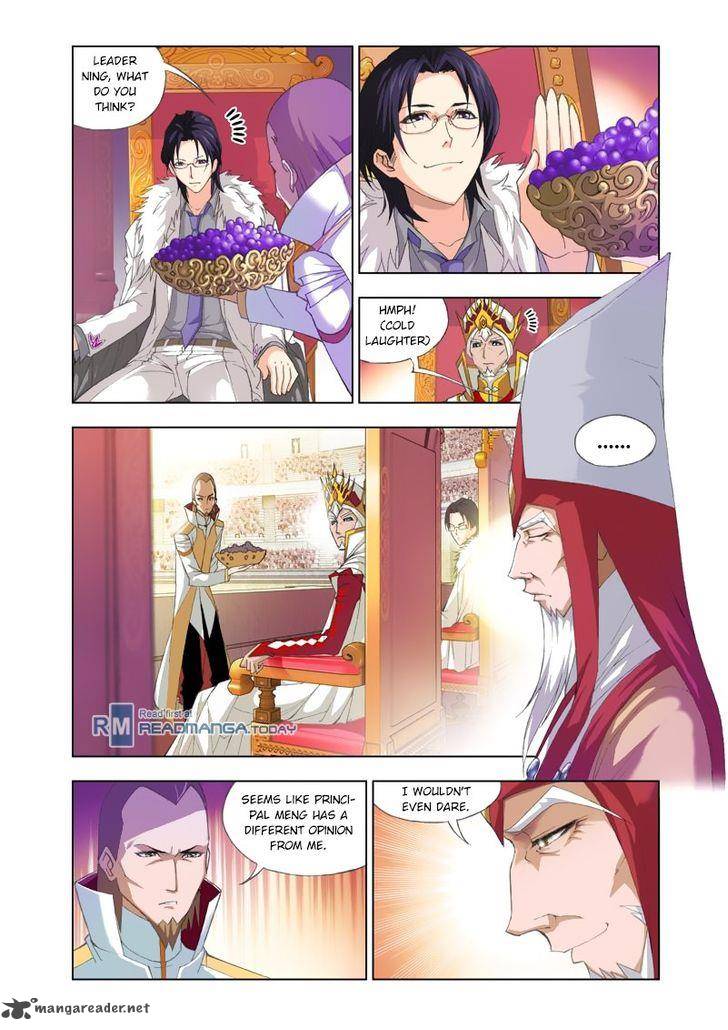 LEADER
NING, WHAT
DO YOU
THINK?
HMPH!
(COLD
LAUGHTER)
......
RM
Read first at
READMANGA.TODAY
SEEMS LIKE PRINCI-
PAL MENG HAS A
DIFFERENT OPINION
FROM ME.
I WOULDN'T
EVEN DARE.
mangareader.net